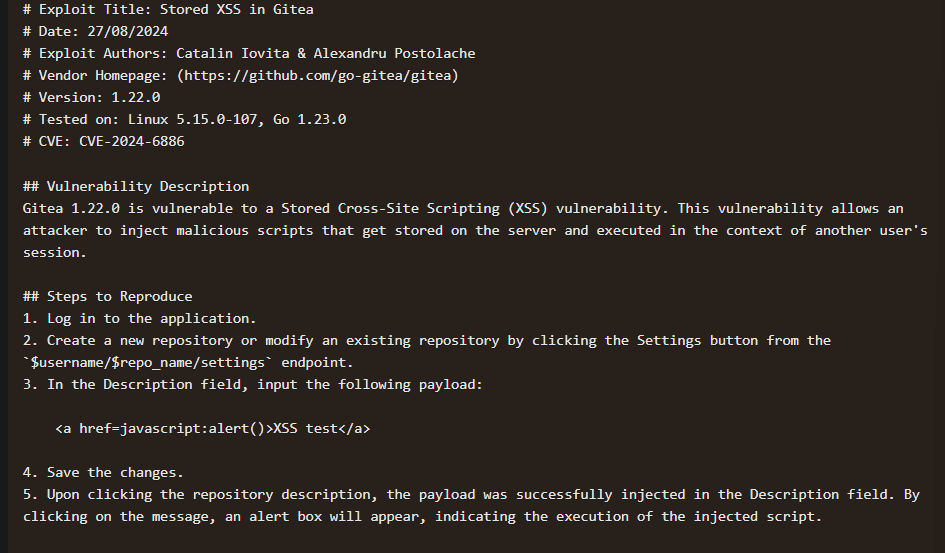 # Exploit Title: Stored XSS in Gitea
# Date: 27/08/2024
# Exploit Authors: Catalin Iovita & Alexandru Postolache
# Vendor Homepage: (https://github.com/go-gitea/gitea)
# Version: 1.22.0
# Tested on: Linux 5.15.0-107, Go 1.23.0
# CVE: CVE-2024-6886

## Vulnerability Description
Gitea 1.22.0 is vulnerable to a Stored Cross-Site Scripting (XSS) vulnerability. This vulnerability allows an
attacker to inject malicious scripts that get stored on the server and executed in the context of another user's
session.

## Steps to Reproduce
1. Log in to the application.
2. Create a new repository or modify an existing repository by clicking the Settings button from the
`$username/$repo_name/settings` endpoint.
3. In the Description field, input the following payload:

    <a href=javascript:alert()>XSS test</a>

4. Save the changes.
5. Upon clicking the repository description, the payload was successfully injected in the Description field. By
clicking on the message, an alert box will appear, indicating the execution of the injected script.